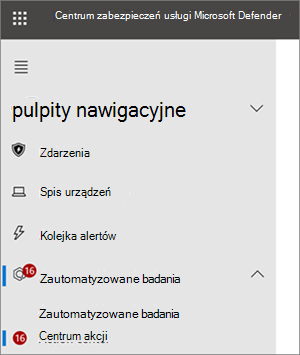 Centrum zabezpieczeń usługi Microsoft Defender
pulpity nawigacyjne
Zdarzenia
Spis urządzeń
Kolejka alertów
16
Zautomatyzowane badania
Zautomatyzowane badania
16
Centrum akcji